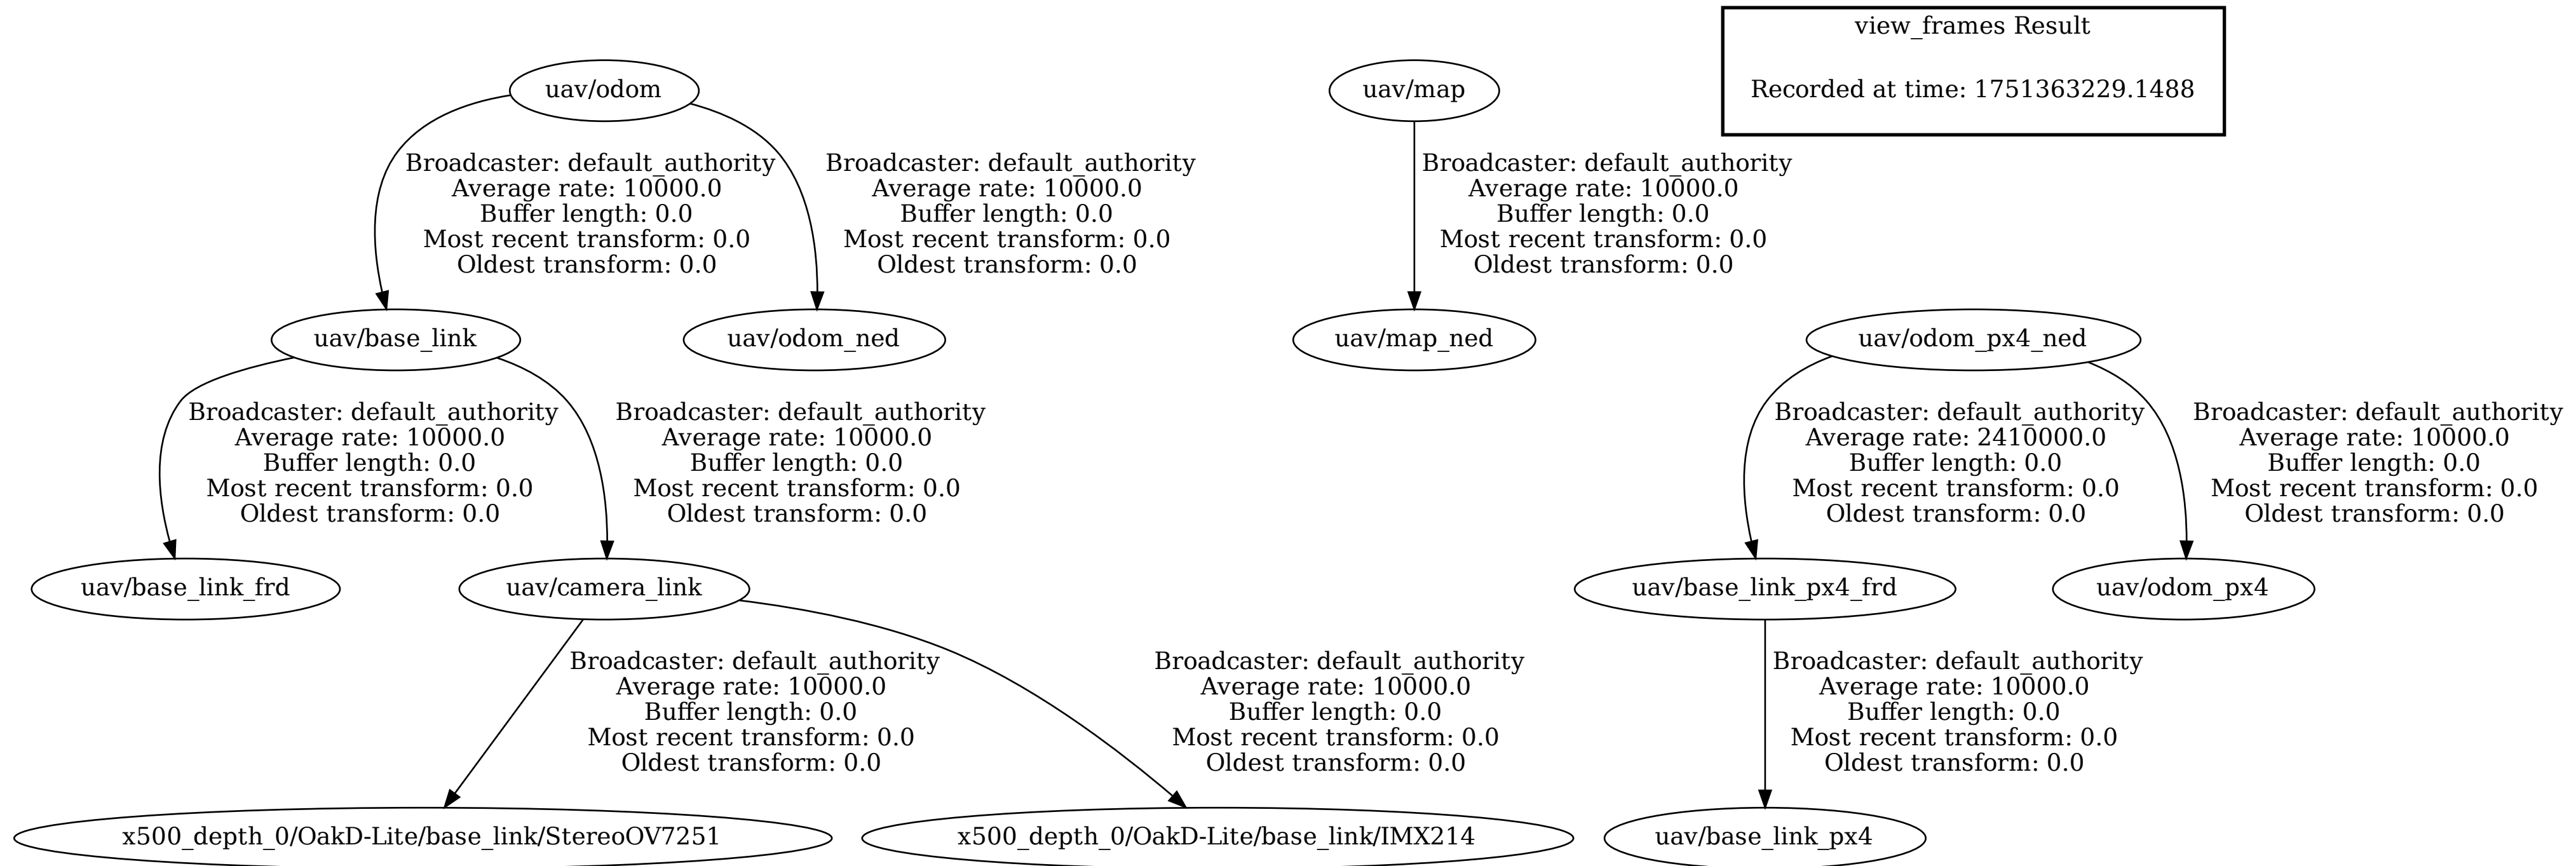 view_frames Result
Recorded at time: 1751363229.1488
uav/odom
uav/map
Broadcaster: default_authority
Average rate: 10000.0
Buffer length: 0.0
Most recent transform: 0.0
Oldest transform: 0.0
Broadcaster: default_authority
Average rate: 10000.0
Buffer length: 0.0
Most recent transform: 0.0
Oldest transform: 0.0
Broadcaster: default_authority
Average rate: 10000.0
Buffer length: 0.0
Most recent transform: 0.0
Oldest transform: 0.0
uav/base_link
uav/odom_ned
uav/map_ned
uav/odom_px4_ned
Broadcaster: default_authority
Average rate: 10000.0
Buffer length: 0.0
Most recent transform: 0.0
Oldest transform: 0.0
Broadcaster: default_authority
Average rate: 10000.0
Buffer length: 0.0
Most recent transform: 0.0
Oldest transform: 0.0
Broadcaster: default_authority
Average rate: 2410000.0
Buffer length: 0.0
Most recent transform: 0.0
Oldest transform: 0.0
Broadcaster: default_authority
Average rate: 10000.0
Buffer length: 0.0
Most recent transform: 0.0
Oldest transform: 0.0
uav/base_link_frd
uav/camera_link
uav/base_link_px4_frd
uav/odom_px4
Broadcaster: default_authority
Average rate: 10000.0
Buffer length: 0.0
Most recent transform: 0.0
Oldest transform: 0.0
Broadcaster: default_authority
Average rate: 10000.0
Buffer length: 0.0
Most recent transform: 0.0
Oldest transform: 0.0
Broadcaster: default_authority
Average rate: 10000.0
Buffer length: 0.0
Most recent transform: 0.0
Oldest transform: 0.0
x500_depth_0/OakD-Lite/base_link/StereoOV7251
x500_depth_0/OakD-Lite/base_link/IMX214
uav/base_link_px4